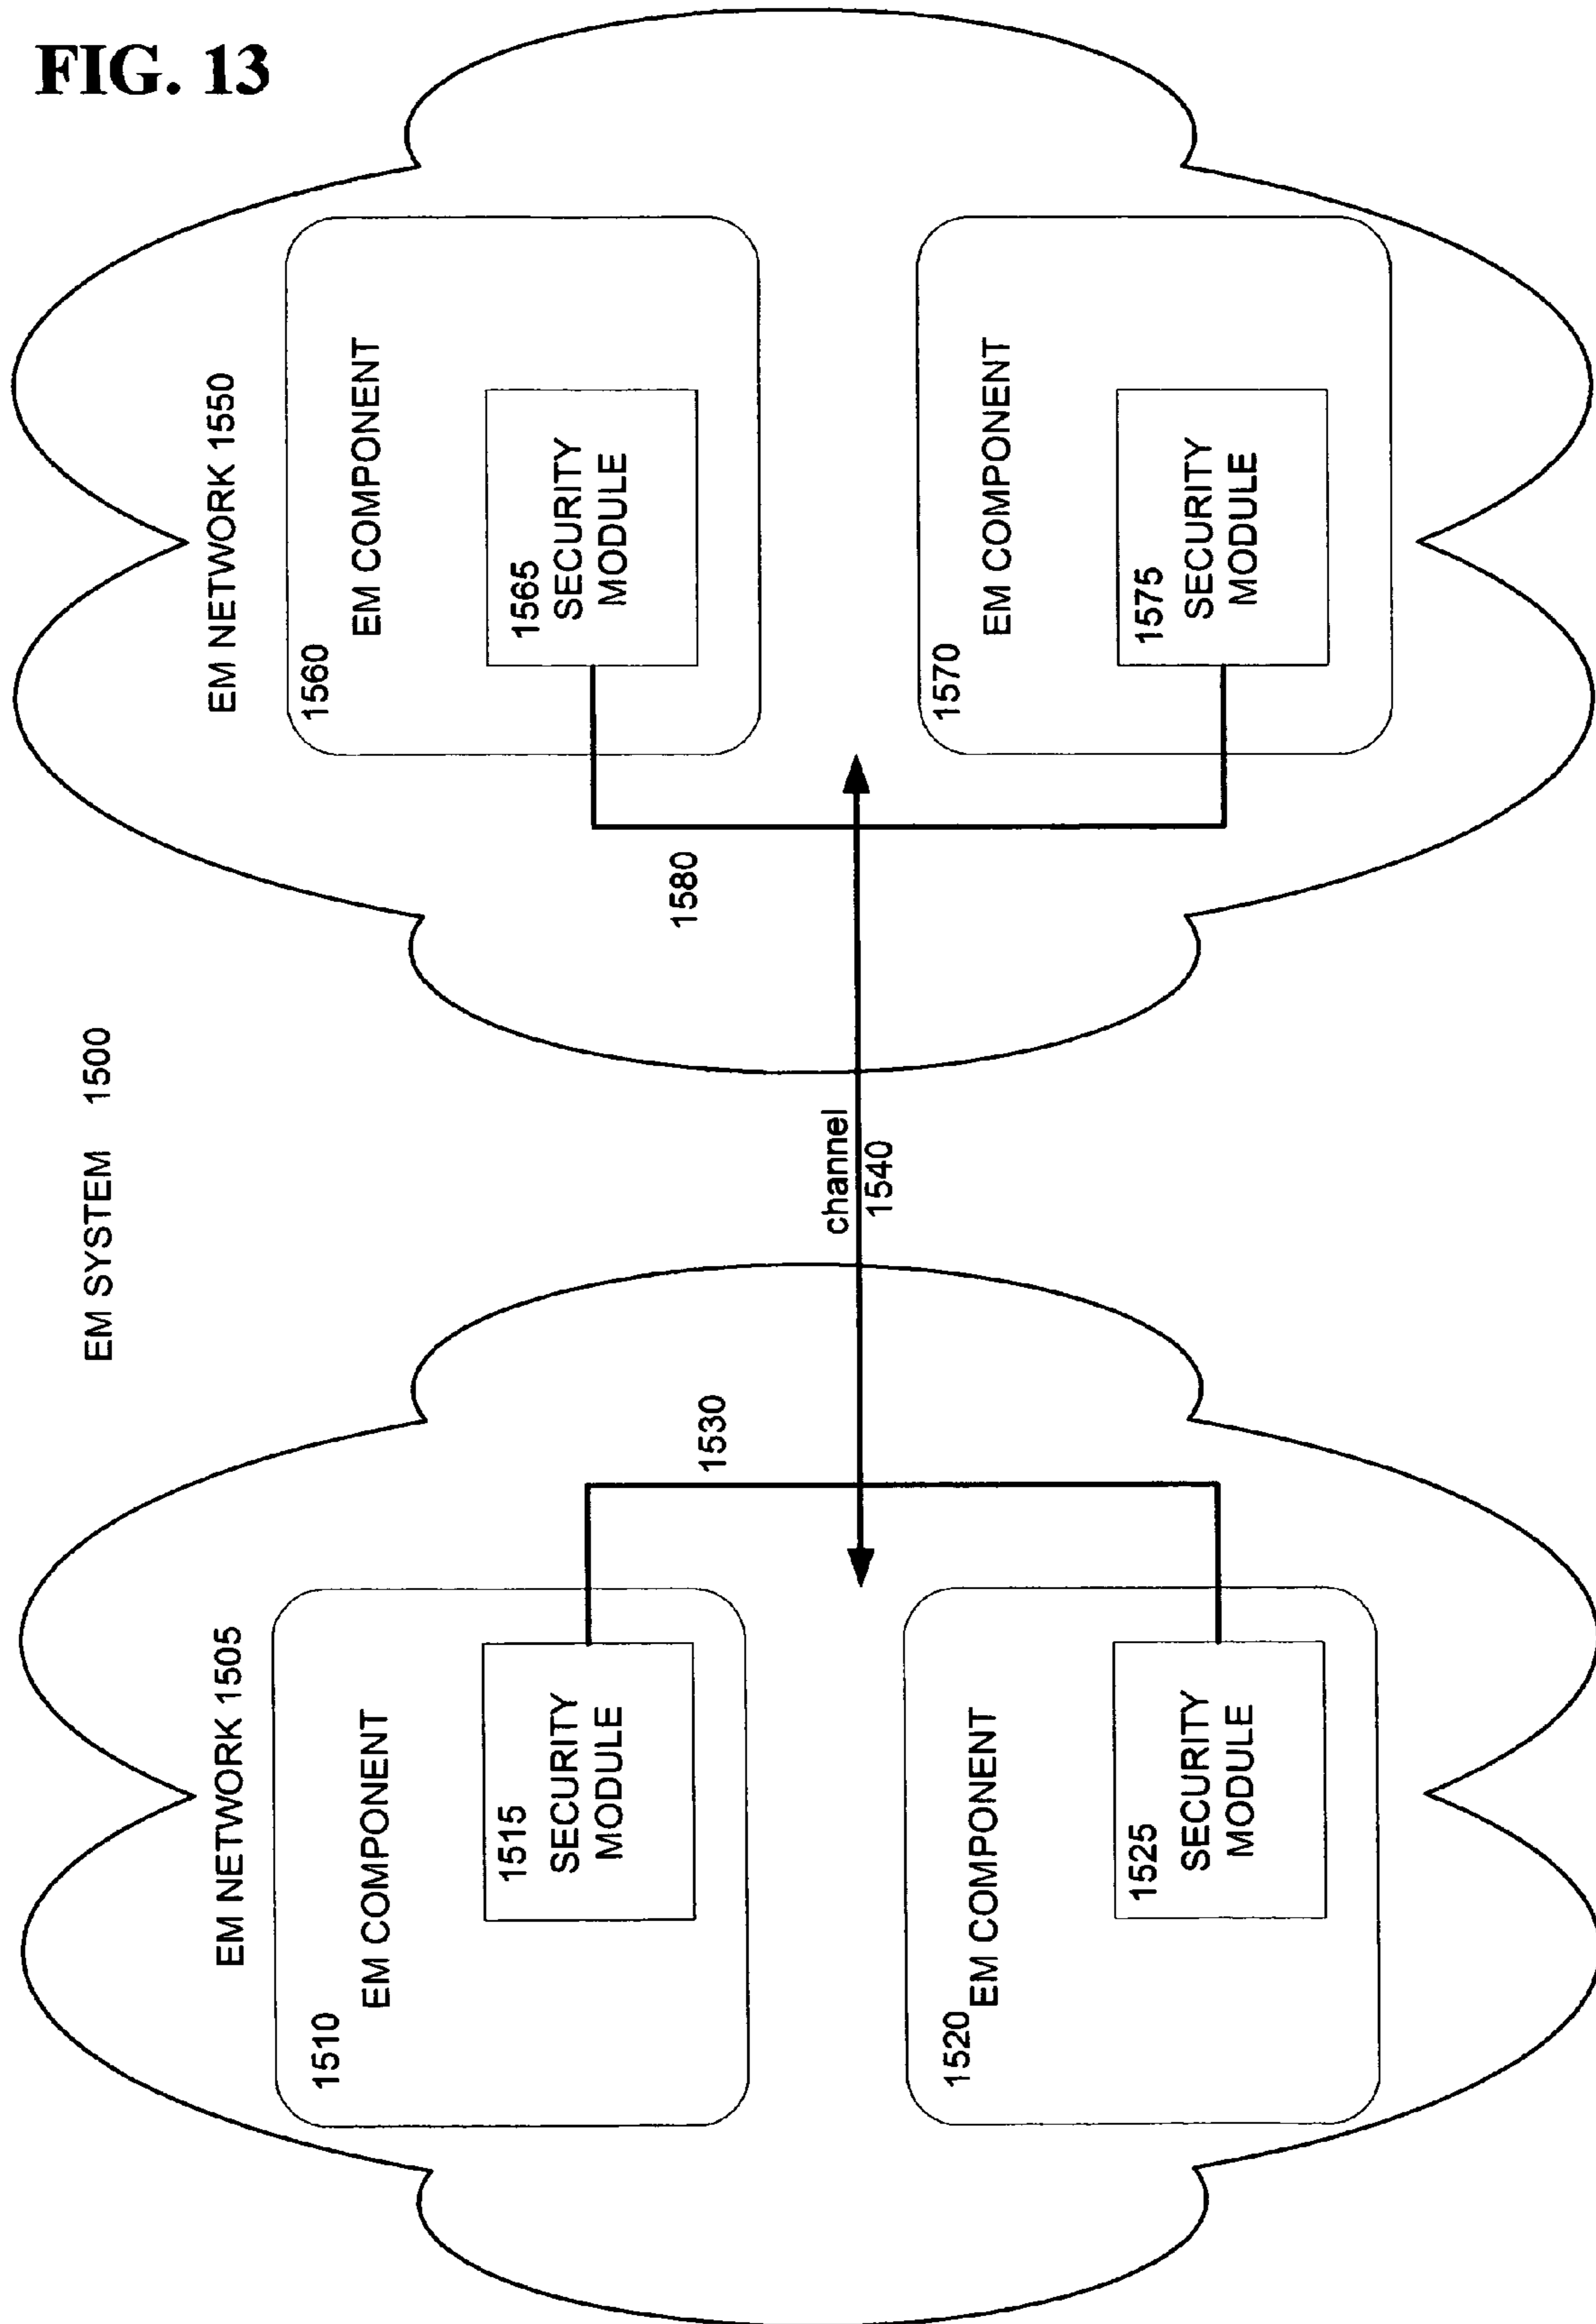 FIG. 13
EM SYSTEM 1500
EM NETWORK 1505
1510
EM COMPONENT
1515
SECURITY
MODULE
1520
EM COMPONENT
1525
SECURITY
MODULE
1530
channel
1540
EM NETWORK 1550
1560
EM COMPONENT
1565
SECURITY
MODULE
1570
EM COMPONENT
1575
SECURITY
MODULE
1580